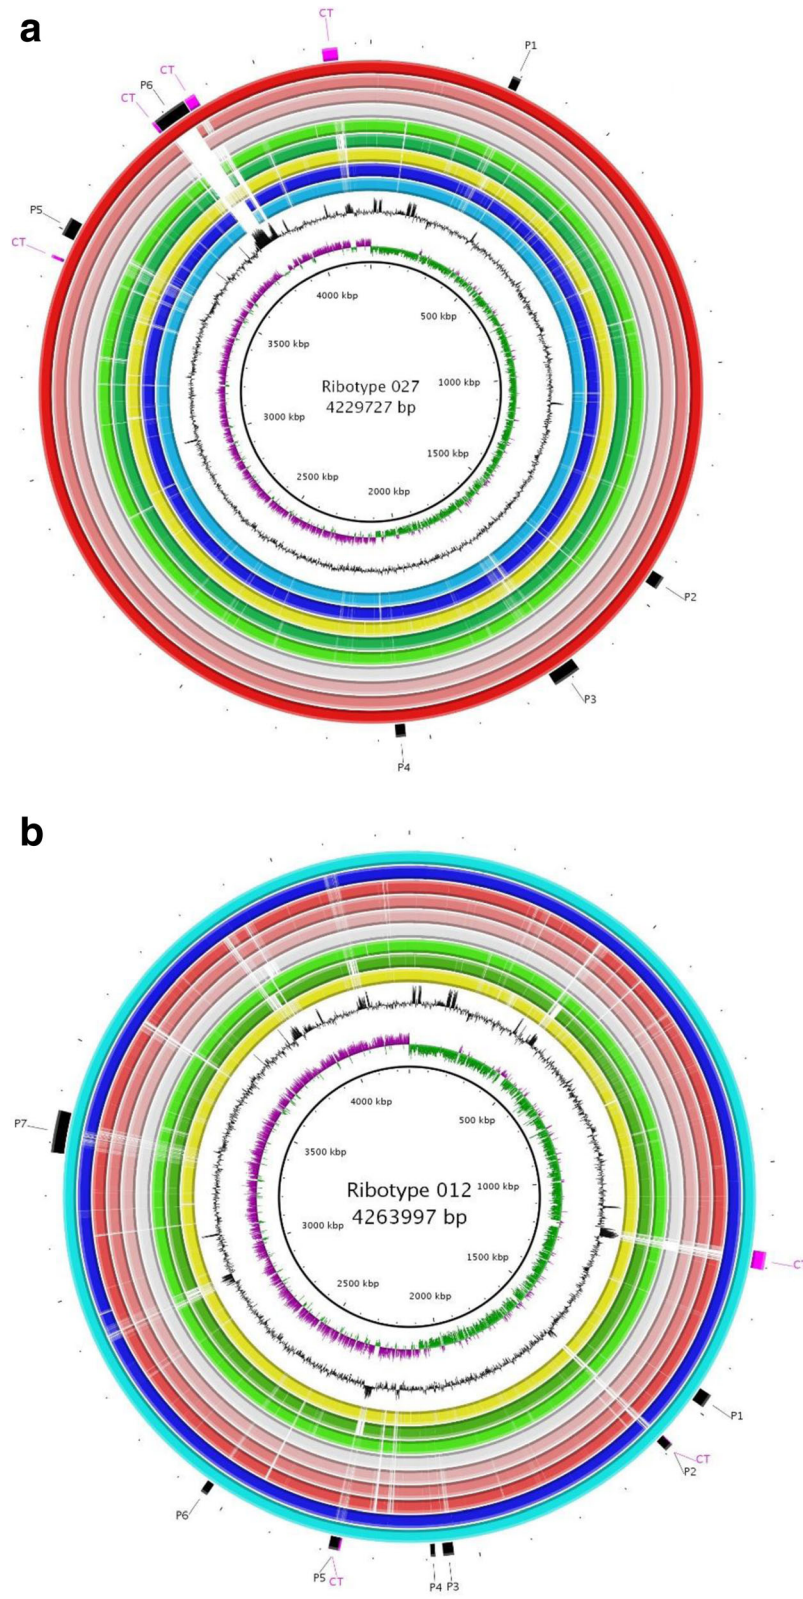 a
CT
P1
CT
P6
CT
P5
CT
4000 kbp
500 kbp
3500 kbp
Ribotype 027
4229727 bp
1000 kbp
3000 kbp
1500 kbp
2500 kbp
2000 kbp
P2
P3
P4
b
4000 kbp
500 kbp
P7
3500 kbp
Ribotype 012
4263997 bp
1000 kbp
3000 kbp
1500 kbp
CT
2500 kbp
2000 kbp
P1
CT
P2
P6
P5
CT
P4 P3